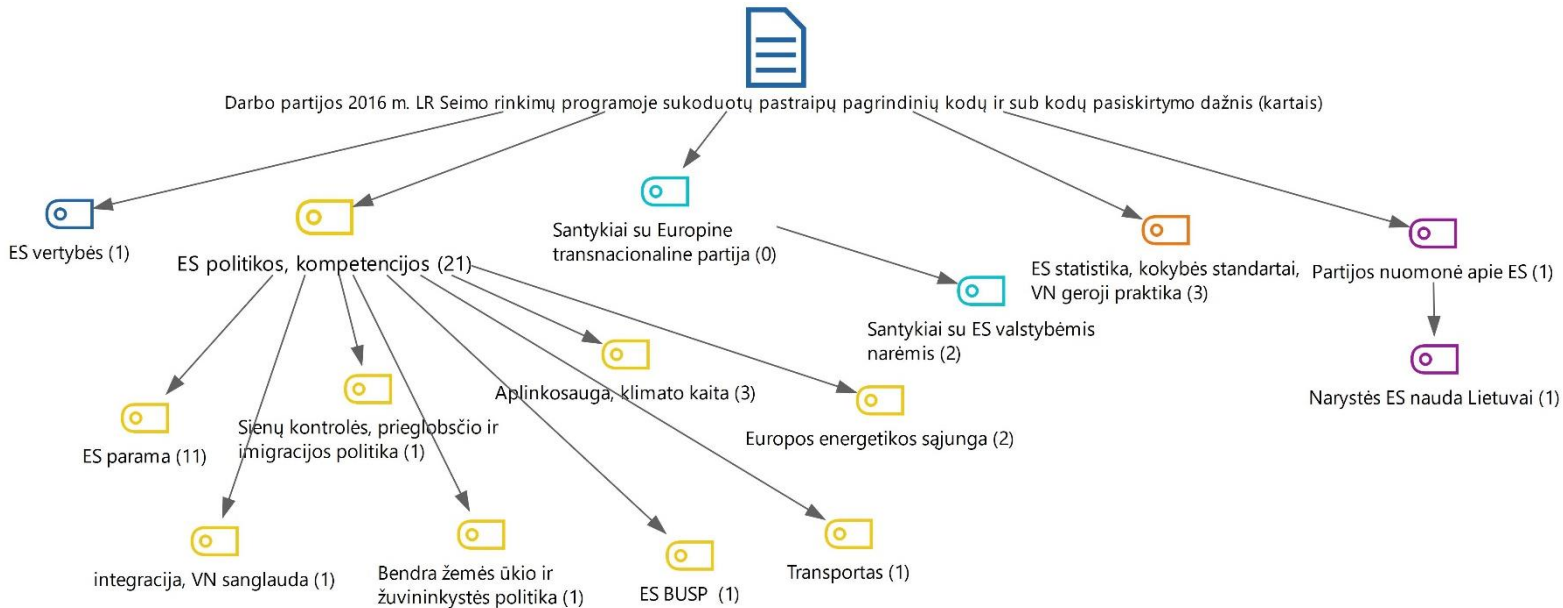 Darbo partijos 2016 m. LR Seimo rinkimų programoje sukoduotų pastraipų pagrindinių kodų ir sub kodų pasiskirtymo dažnis (kartais)
ES vertybės (1)
ES politikos, kompetencijos (21)
Santykiai su Europine
transnacionaline partija (0)
Santykiai su ES valstybėmis
narėmis (2)
ES statistika, kokybės standartai,
VN geroji praktika (3)
Partijos nuomonė apie ES (1)
Narystės ES nauda Lietuvai (1)
ES parama (11)
Sienų kontrolės, prieglobsčio ir
imigracijos politika (1)
Aplinkosauga, klimato kaita (3)
Europos energetikos sąjunga (2)
integracija, VN sanglauda (1)
Bendra žemės ūkio ir
žuvininkystės politika (1)
ES BUSP (1)
Transportas (1)